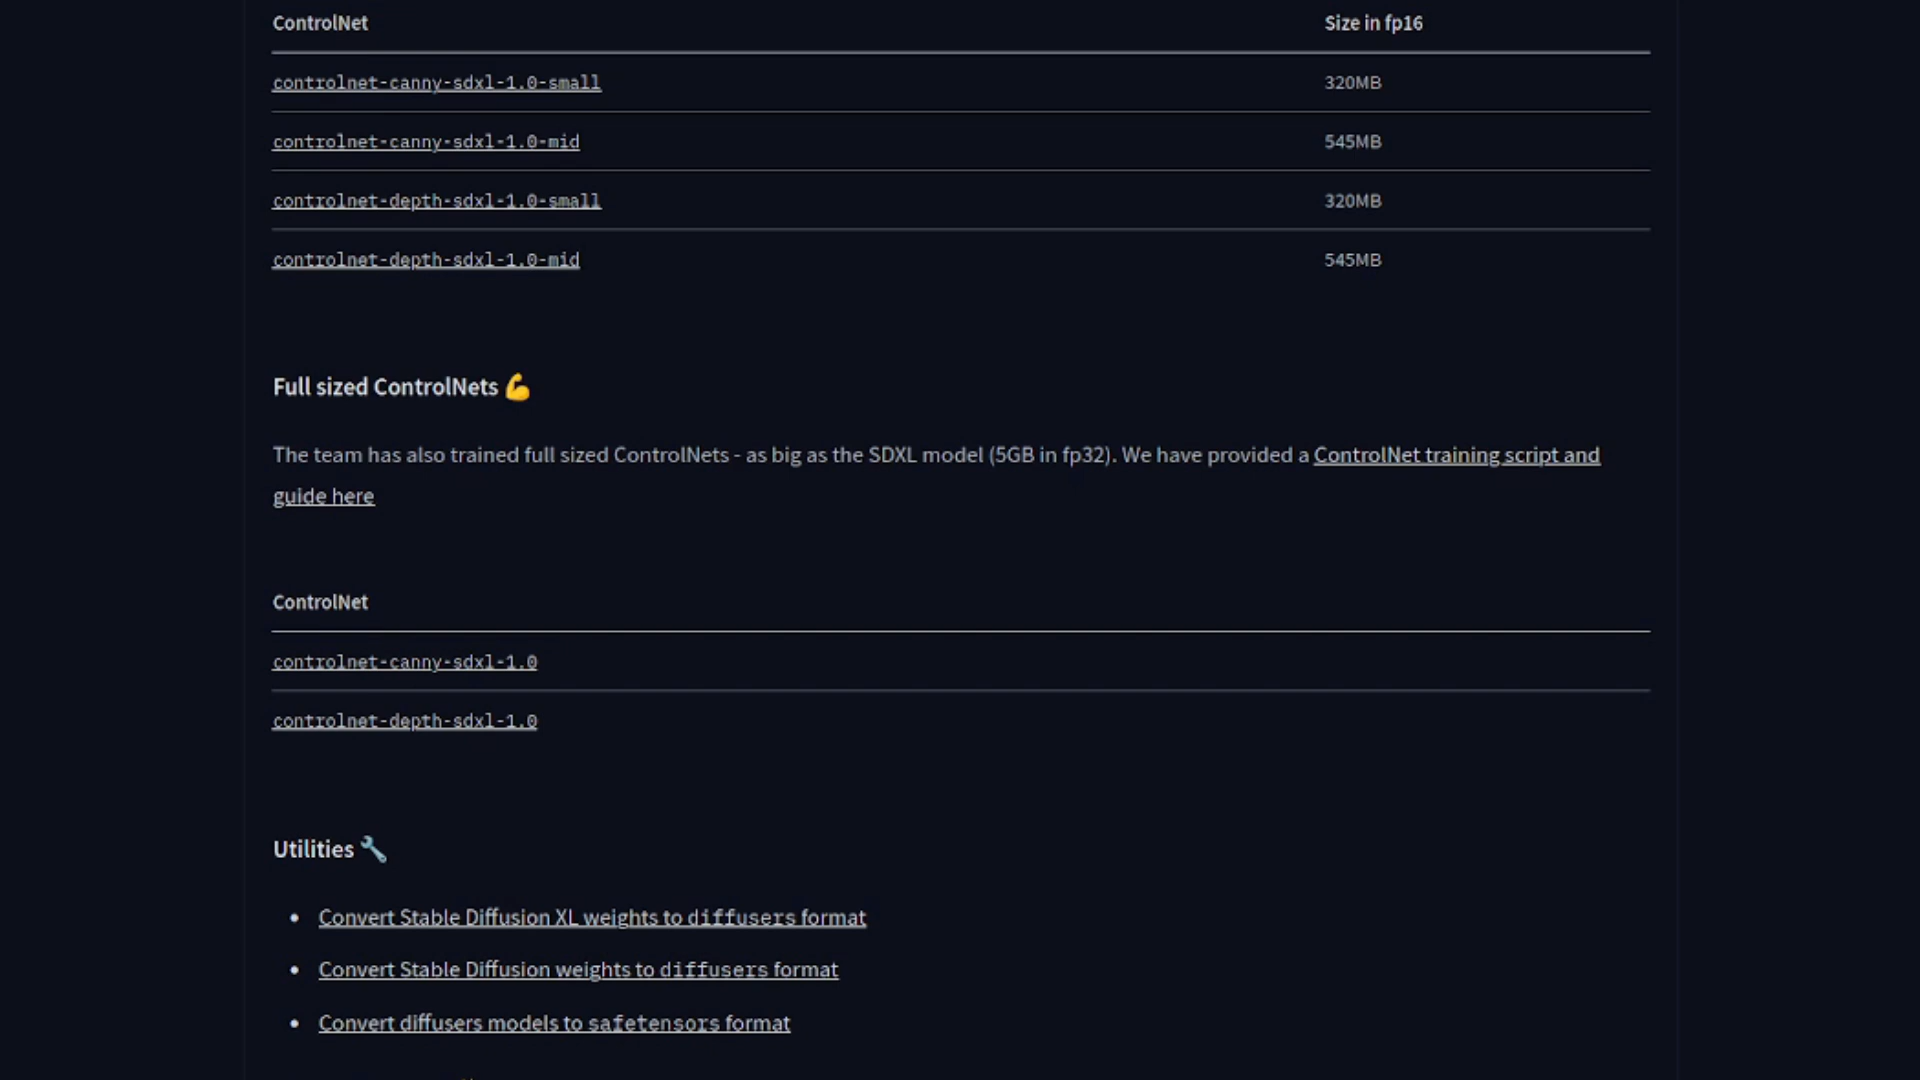 ControlNet Size in fp16
controlnet-canny-sdxl-1.0-small 320MB
controlnet-canny-sdxl-1.0-mid 545MB
controlnet-depth-sdxl-1.0-small 320MB
controlnet-depth-sdxl-1.0-mid 545MB
Full sized ControlNets 💪
The team has also trained full sized ControlNets - as big as the SDXL model (5GB in fp32). We have provided a ControlNet training script and
guide here
ControlNet
controlnet-canny-sdxl-1.0
controlnet-depth-sdxl-1.0
Utilities 🔧
• Convert Stable Diffusion XL weights to diffusers format
• Convert Stable Diffusion weights to diffusers format
• Convert diffusers models to safetensors format